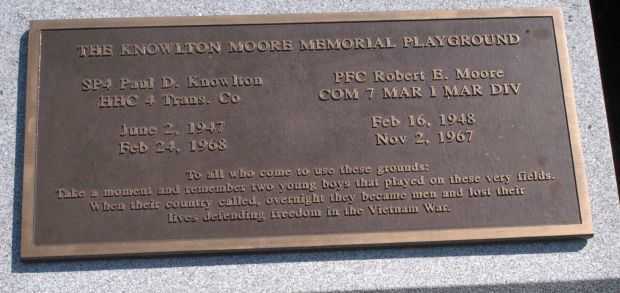 THE KNOWLTON MOORE MEMORIAL PLAYGROUND
SP4 Paul D. Knowlton
HHC 4 Trans. Co
June 2, 1947
Feb 24, 1968
PFC Robert E. Moore
COM 7 MAR 1 MAR DIV
Feb 16, 1948
Nov 2, 1967
To all who come to use these grounds:
Take a moment and remember two young boys that played on these very fields.
When their country called, overnight they became men and lost their
lives defending freedom in the Vietnam War.